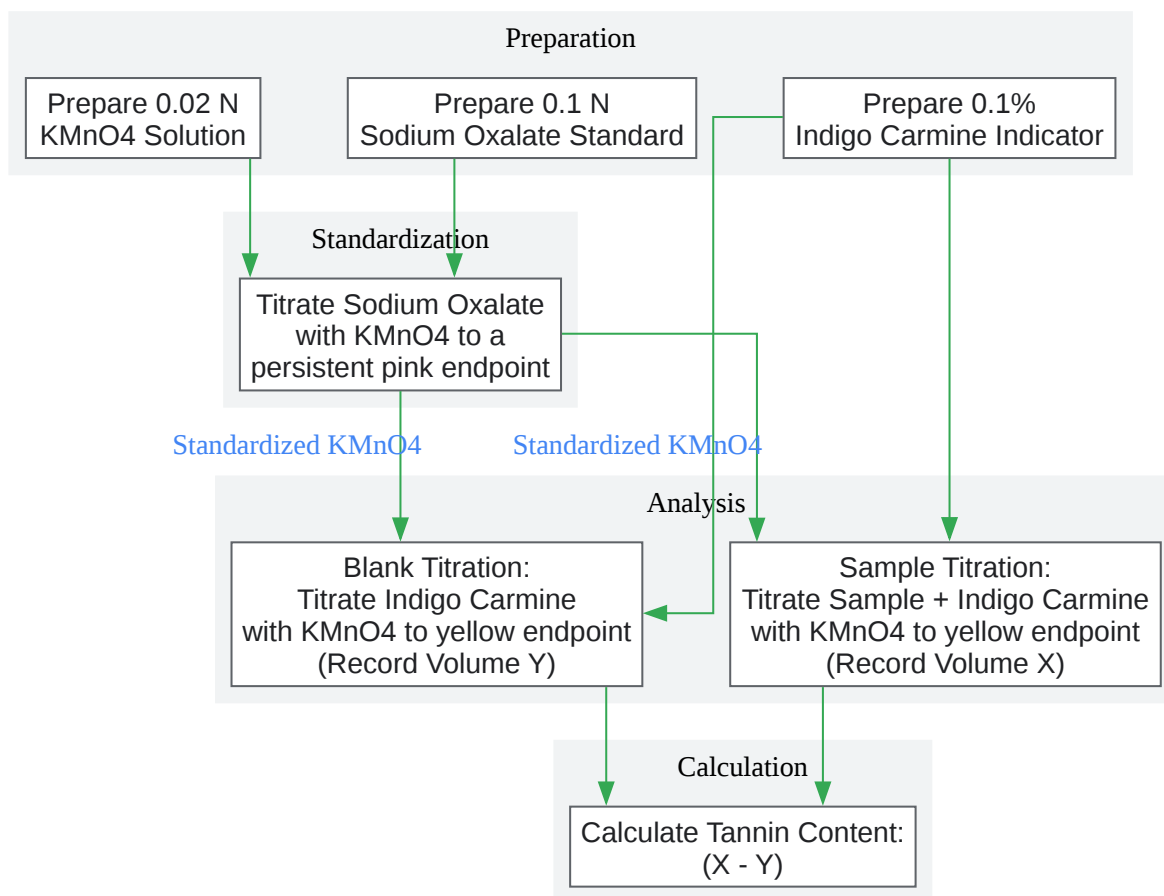 Preparation
Prepare 0.02 N
KMnO4 Solution
Prepare 0.1 N
Sodium Oxalate Standard
Prepare 0.1%
Indigo Carmine Indicator
Standardization
Titrate Sodium Oxalate
with KMnO4 to a
persistent pink endpoint
Standardized KMnO4
Standardized KMnO4
Analysis
Blank Titration:
Titrate Indigo Carmine
with KMnO4 to yellow endpoint
(Record Volume Y)
Sample Titration:
Titrate Sample + Indigo Carmine
with KMnO4 to yellow endpoint
(Record Volume X)
Calculation
Calculate Tannin Content:
(X - Y)